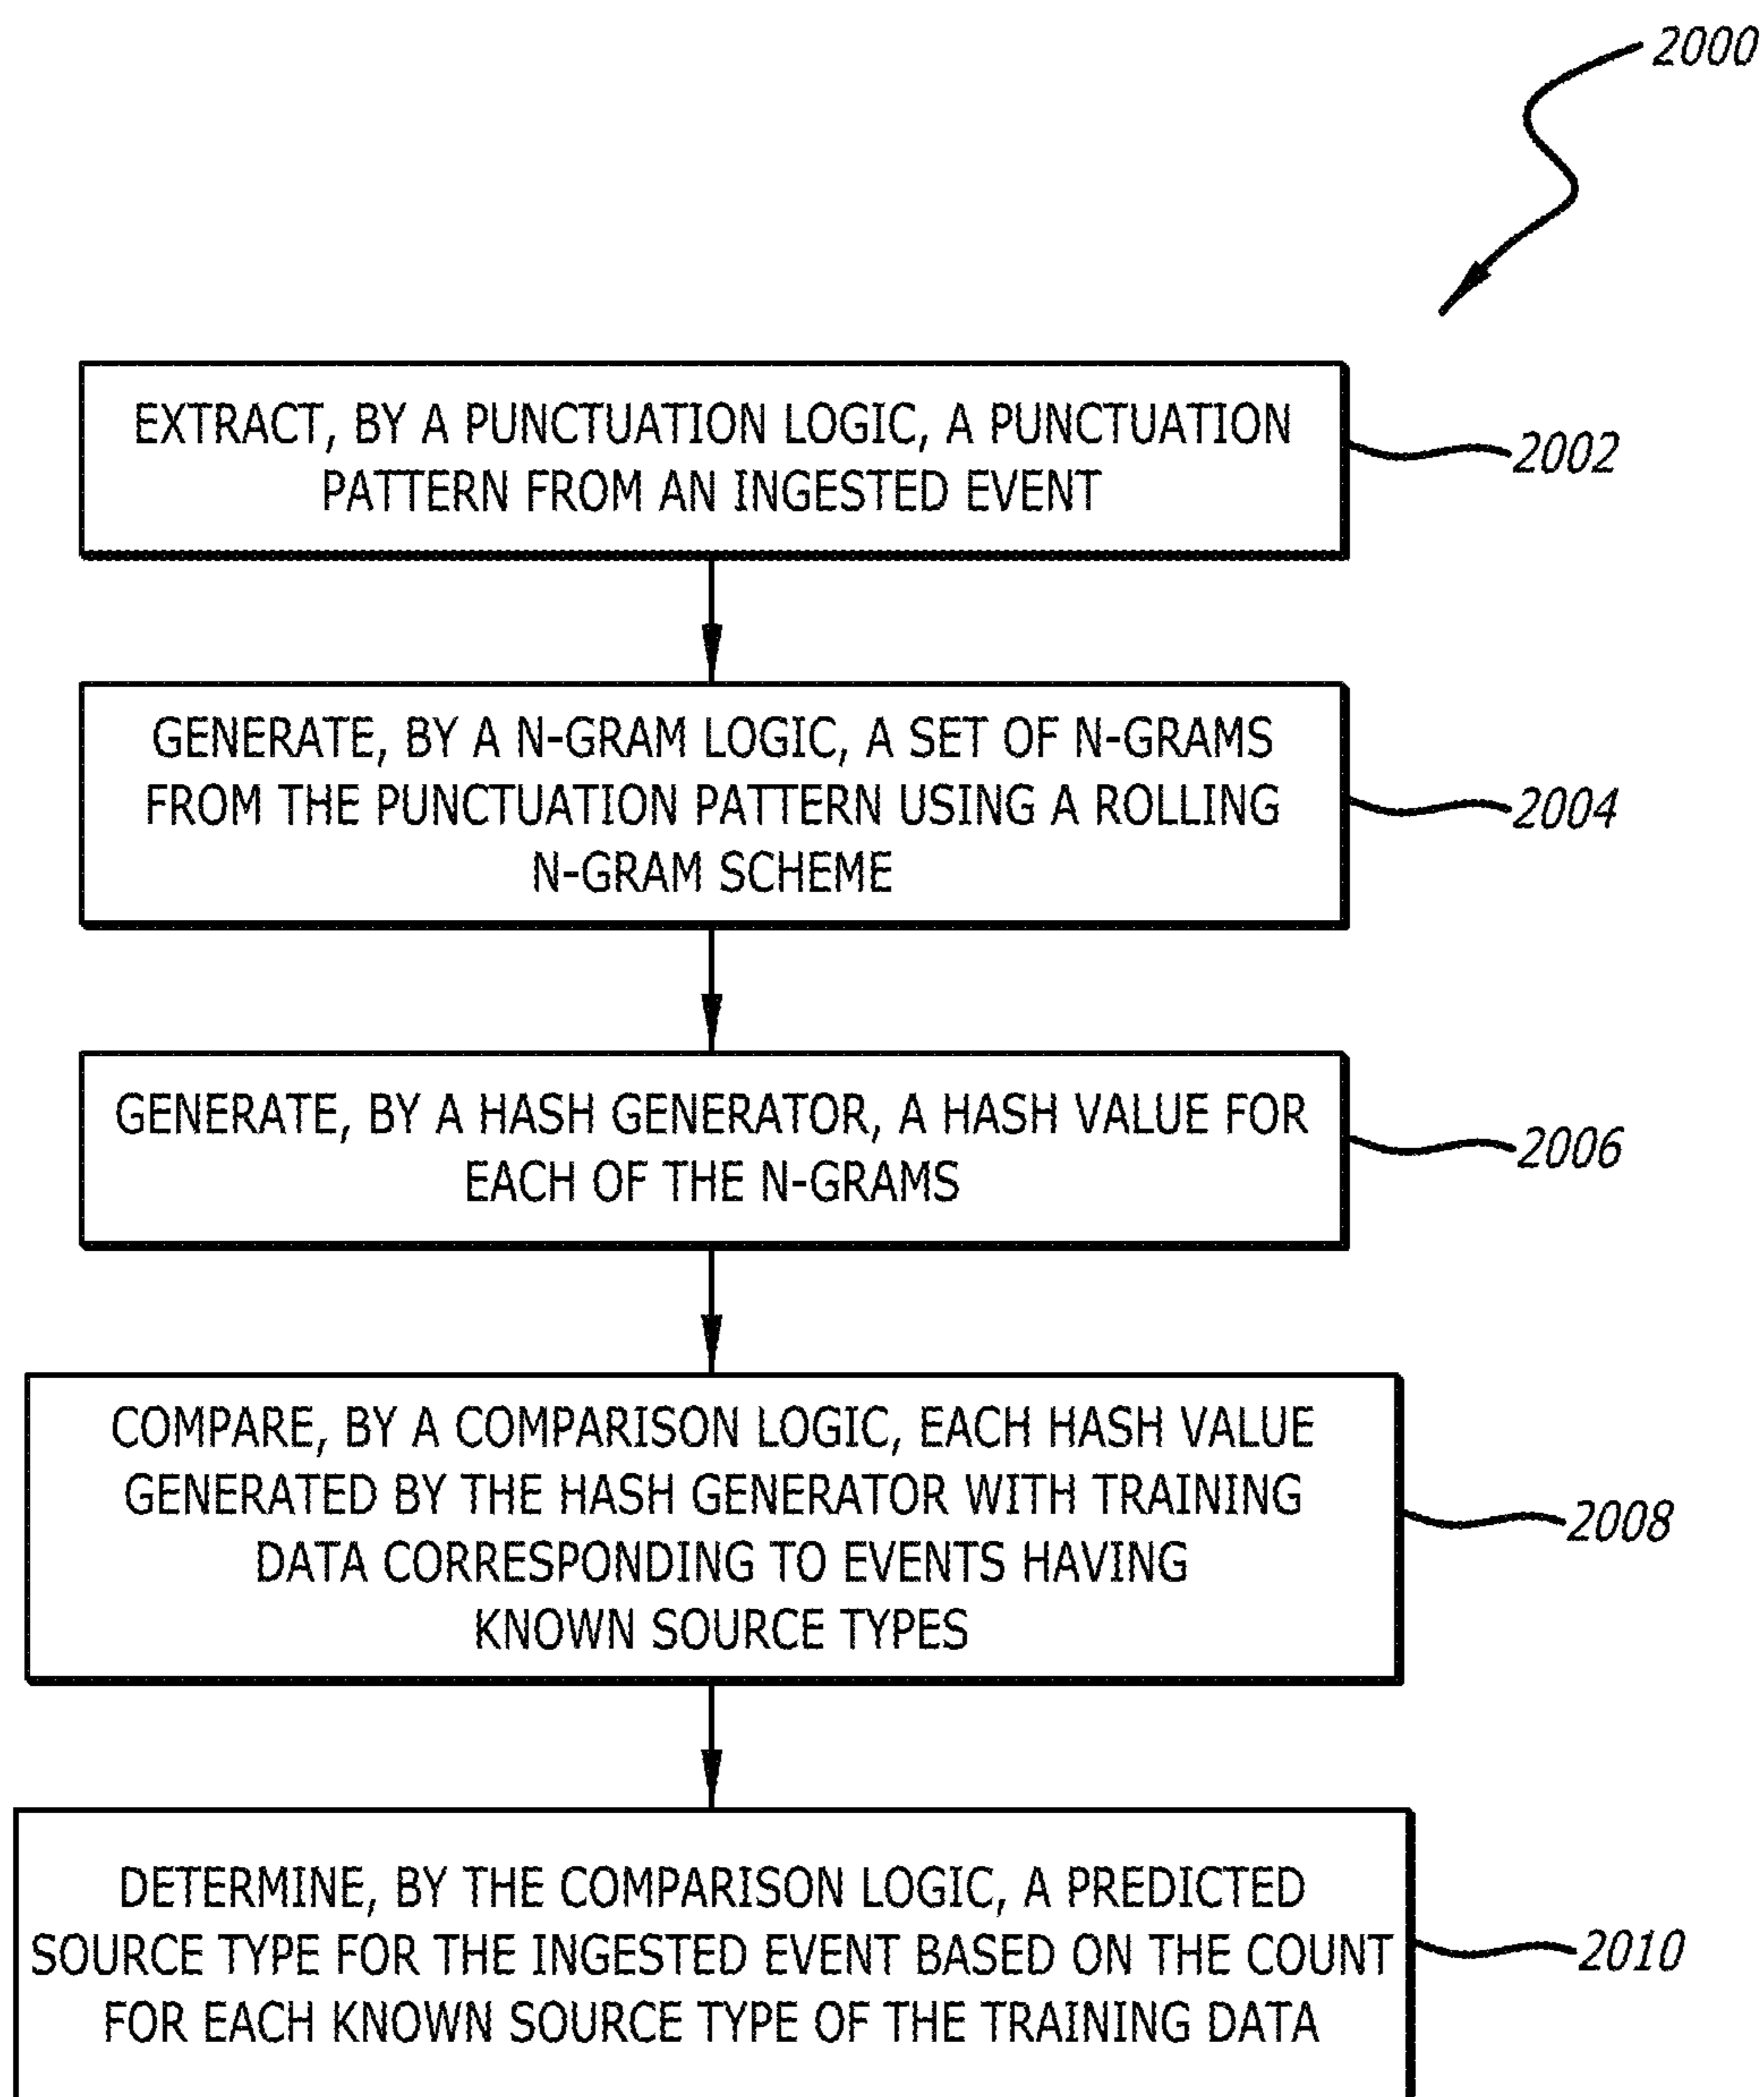 2000
EXTRACT, BY A PUNCTUATION LOGIC, A PUNCTUATION
PATTERN FROM AN INGESTED EVENT
2002
GENERATE, BY A N-GRAM LOGIC, A SET OF N-GRAMS
FROM THE PUNCTUATION PATTERN USING A ROLLING
N-GRAM SCHEME
2004
GENERATE, BY A HASH GENERATOR, A HASH VALUE FOR
EACH OF THE N-GRAMS
2006
COMPARE, BY A COMPARISON LOGIC, EACH HASH VALUE
GENERATED BY THE HASH GENERATOR WITH TRAINING
DATA CORRESPONDING TO EVENTS HAVING
KNOWN SOURCE TYPES
2008
DETERMINE, BY THE COMPARISON LOGIC, A PREDICTED
SOURCE TYPE FOR THE INGESTED EVENT BASED ON THE COUNT
FOR EACH KNOWN SOURCE TYPE OF THE TRAINING DATA
2010